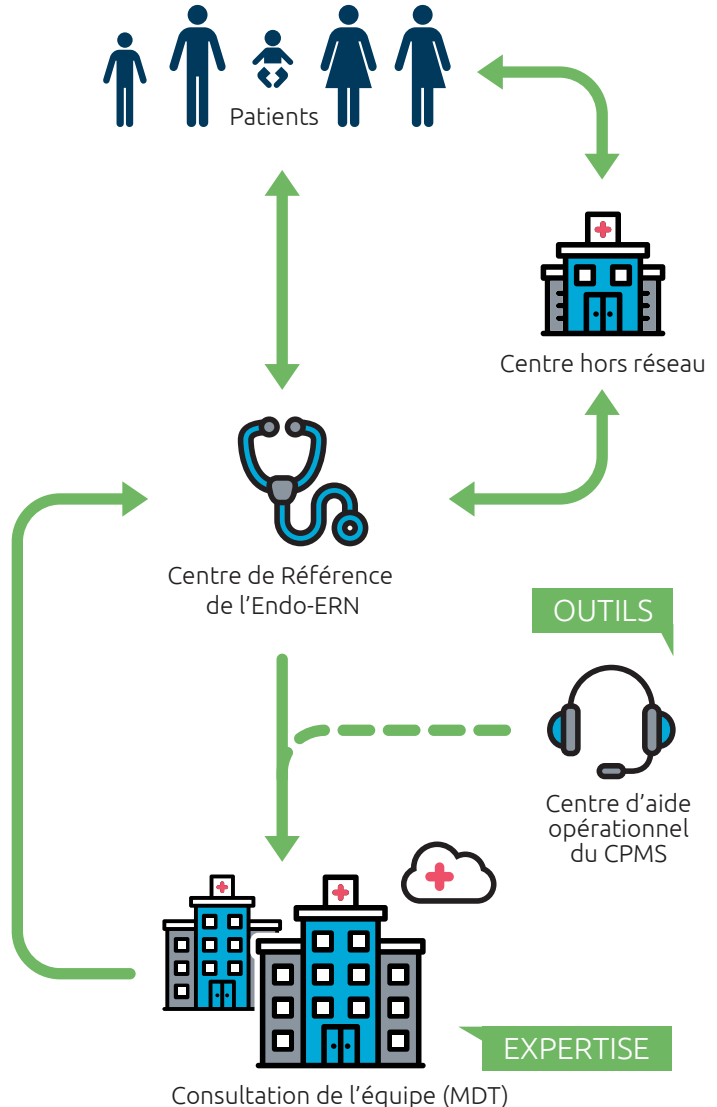 Patients
Centre hors réseau
Centre de Référence
de l’Endo-ERN
OUTILS
Centre d’aide
opérationnel
du CPMS
EXPERTISE
Consultation de l’équipe (MDT)